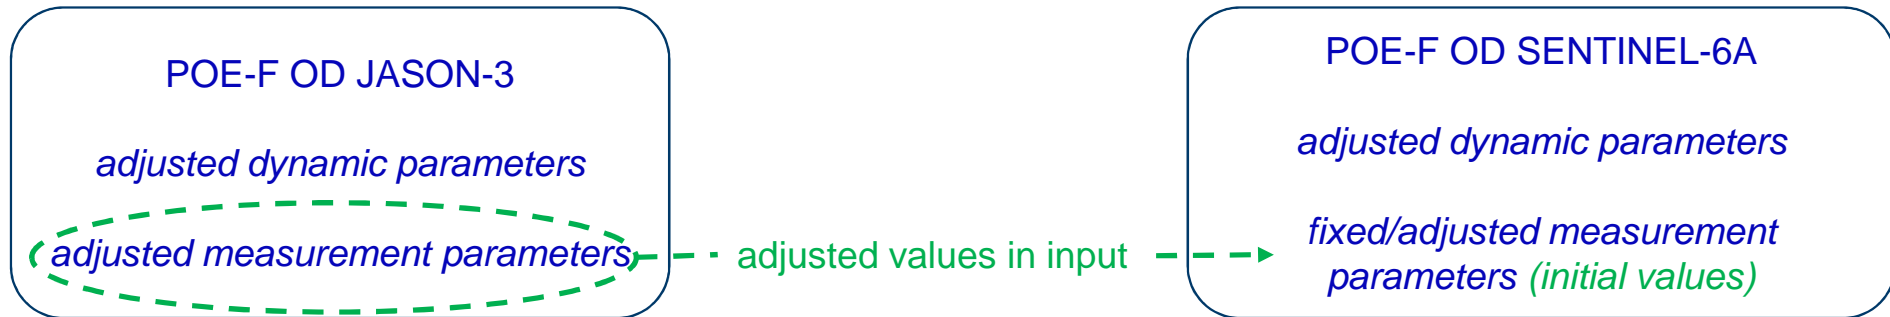 POE-F OD JASON-3
adjusted dynamic parameters
adjusted measurement parameters
adjusted values in input
POE-F OD SENTINEL-6A
adjusted dynamic parameters
fixed/adjusted measurement
parameters (initial values)